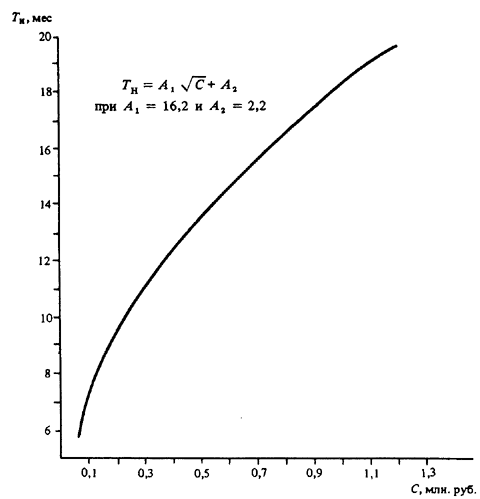 Tн, мес
20
18
16
14
12
10
8
6
Tн = A₁ √C + A₂
при A₁ = 16,2 и A₂ = 2,2
0,1 0,3 0,5 0,7 0,9 1,1 1,3
C, млн. руб.